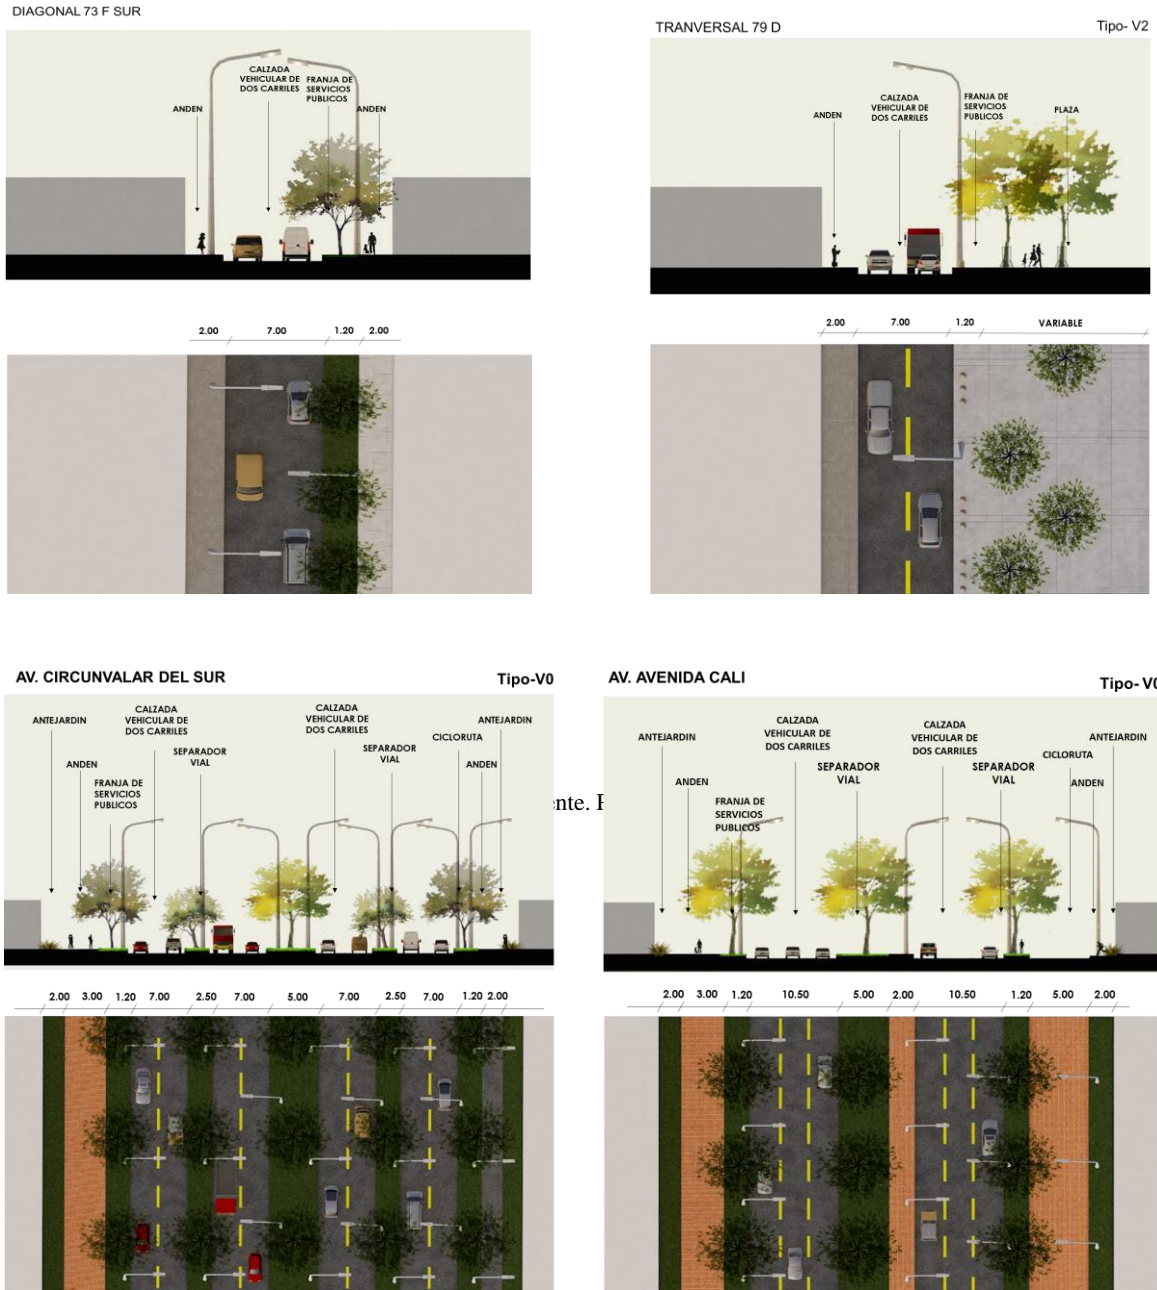 DIAGONAL 73 F SUR
CALZADA
VEHICULAR DE
DOS CARRILES
FRANJA DE
SERVICIOS
PUBLICOS
ANDEN
ANDEN
2.00 7.00 1.20 2.00
TRANVERSAL 79 D
Tipo- V2
ANDEN
CALZADA
VEHICULAR DE
DOS CARRILES
FRANJA DE
SERVICIOS
PUBLICOS
PLAZA
2.00 7.00 1.20 VARIABLE
AV. CIRCUNVALAR DEL SUR
Tipo-V0
ANTEJARDIN
CALZADA
VEHICULAR DE
DOS CARRILES
SEPARADOR
VIAL
CALZADA
VEHICULAR DE
DOS CARRILES
SEPARADOR
VIAL
CICLORUTA
ANTEJARDIN
ANDEN
ANDEN
FRANJA DE
SERVICIOS
PUBLICOS
2.00 3.00 1.20 7.00 2.50 7.00 5.00 7.00 2.50 7.00 1.20 2.00
ente. F
AV. AVENIDA CALI
Tipo- V0
ANTEJARDIN
CALZADA
VEHICULAR DE
DOS CARRILES
CALZADA
VEHICULAR DE
DOS CARRILES
ANTEJARDIN
SEPARADOR
VIAL
SEPARADOR
VIAL
CICLORUTA
ANDEN
ANDEN
FRANJA DE
SERVICIOS
PUBLICOS
2.00 3.00 1.20 10.50 5.00 2.00 10.50 1.20 5.00 2.00